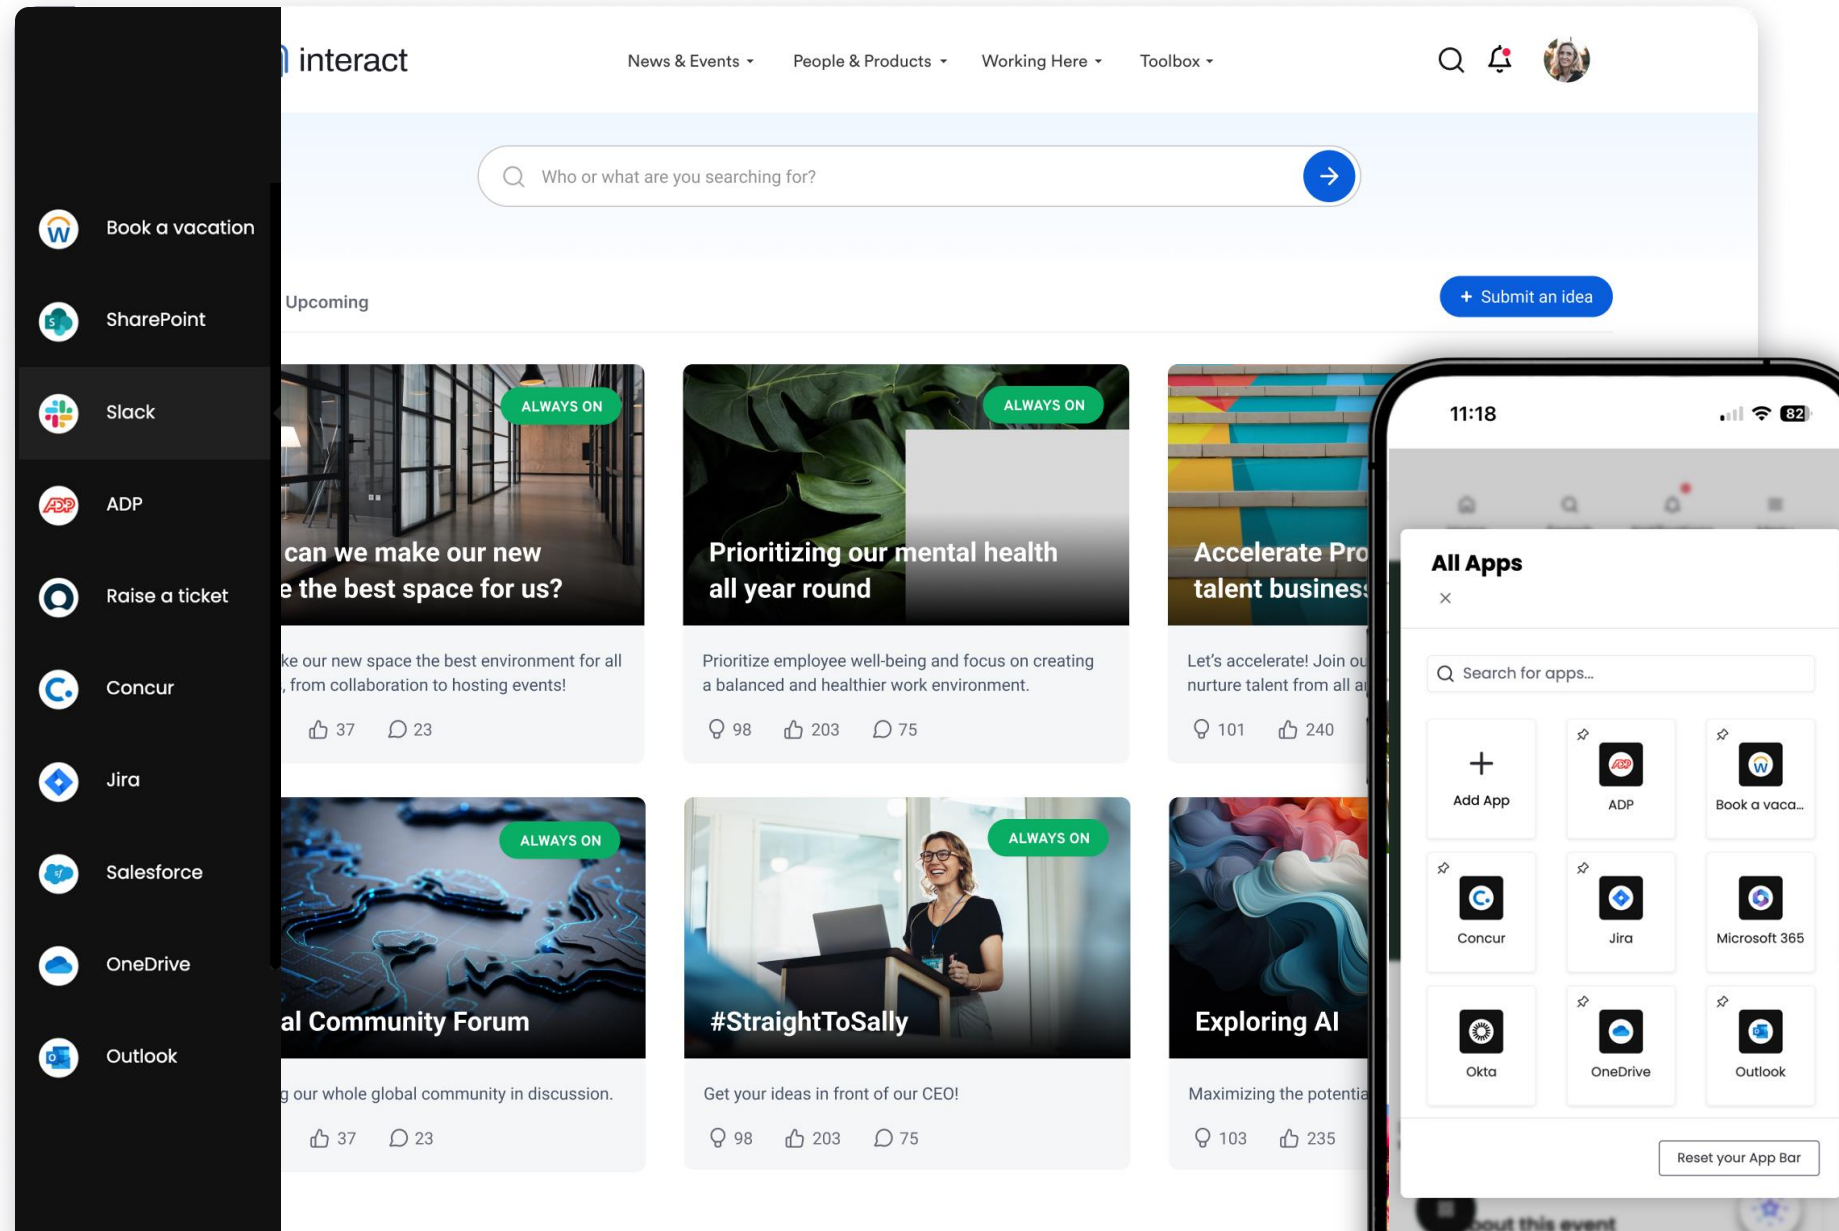 interact
News & Events
People & Products
Working Here
Toolbox
Who or what are you searching for?
Book a vacation
SharePoint
Slack
ADP
Raise a ticket
Concur
Jira
Salesforce
OneDrive
Outlook
Upcoming
+ Submit an idea
ALWAYS ON
can we make our new
e the best space for us?
ke our new space the best environment for all
, from collaboration to hosting events!
37 23
ALWAYS ON
Prioritizing our mental health
all year round
Prioritize employee well-being and focus on creating
a balanced and healthier work environment.
98 203 75
Accelerate Pro
talent business
Let's accelerate! Join ou
nurture talent from all a
101 240
ALWAYS ON
al Community Forum
g our whole global community in discussion.
37 23
ALWAYS ON
#StraightToSally
Get your ideas in front of our CEO!
98 203 75
Exploring AI
Maximizing the potentia
103 235
11:18
82
All Apps
Search for apps...
Add App
ADP
Book a vaca...
Concur
Jira
Microsoft 365
Okta
OneDrive
Outlook
Reset your App Bar
out this event